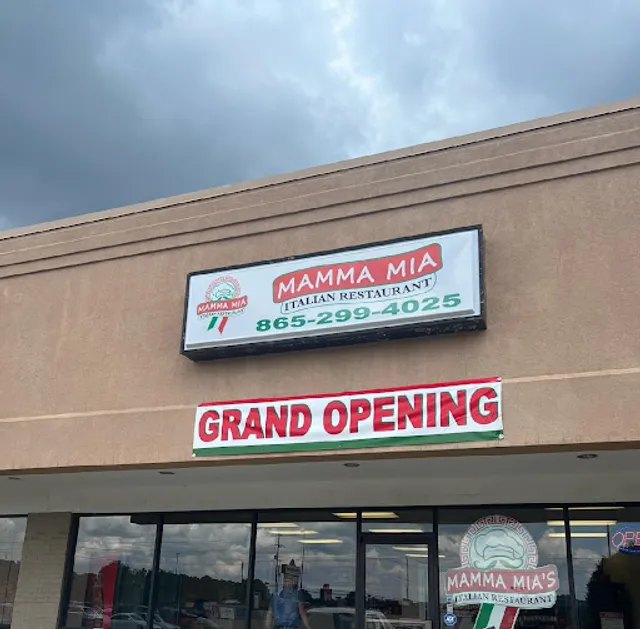 MAMMA MIA
MAMMA MIA
ITALIAN RESTAURANT
865-299-4025
GRAND OPENING
MAMMA MIA'S
ITALIAN RESTAURANT